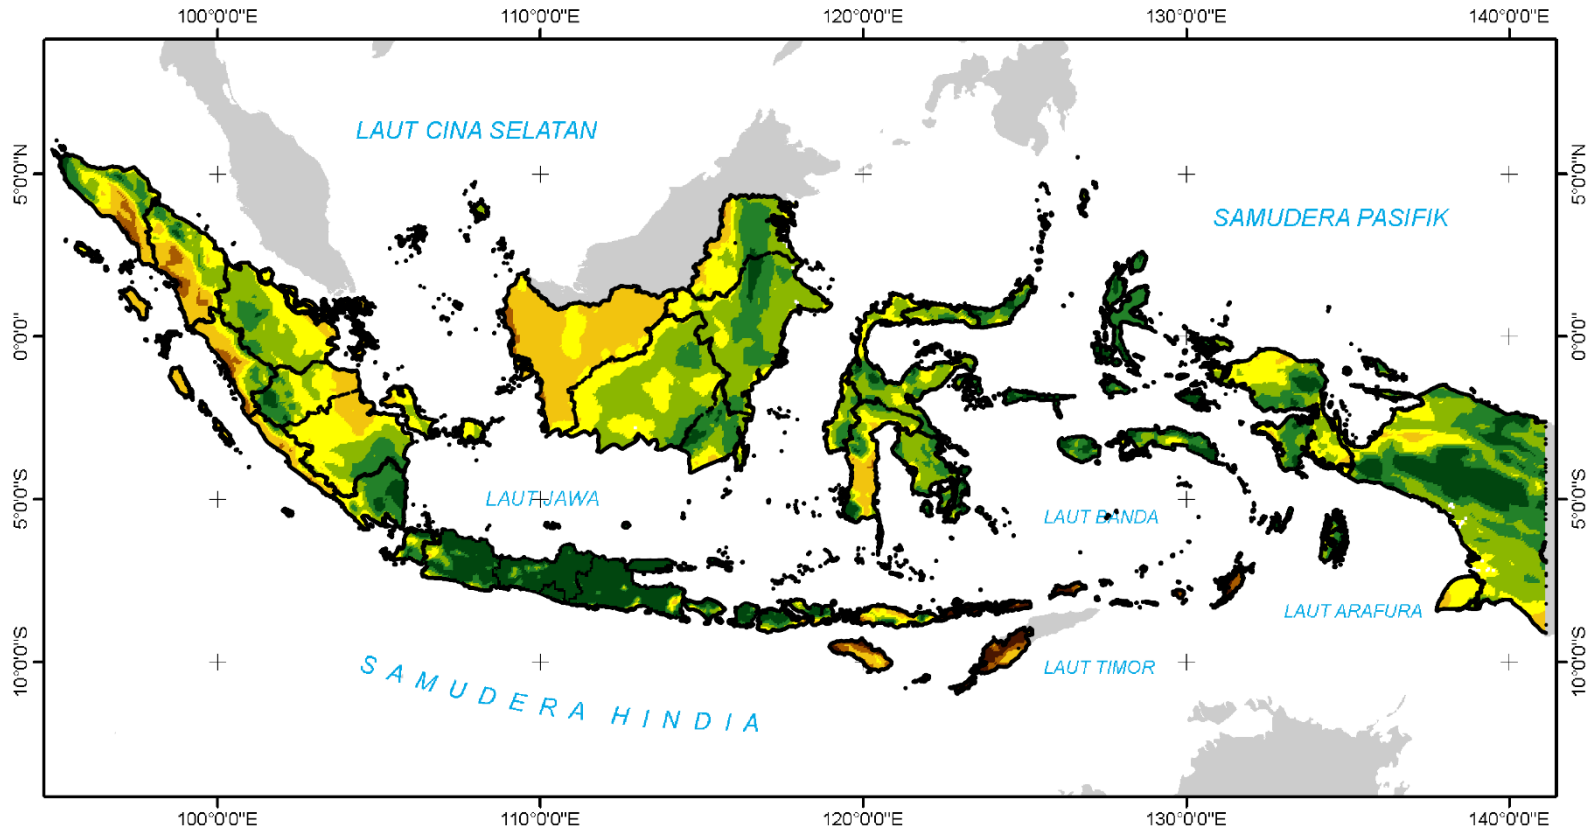 100°0'0"E 110°0'0"E 120°0'0"E 130°0'0"E 140°0'0"E
LAUT CINA SELATAN
5°0'0"N 5°0'0"N
SAMUDERA PASIFIK
0°0'0" 0°0'0"
5°0'0"S 5°0'0"S
LAUT JAWA
LAUT BANDA
LAUT ARAFURA
10°0'0"S 10°0'0"S
LAUT TIMOR
SAMUDERA HINDIA
100°0'0"E 110°0'0"E 120°0'0"E 130°0'0"E 140°0'0"E